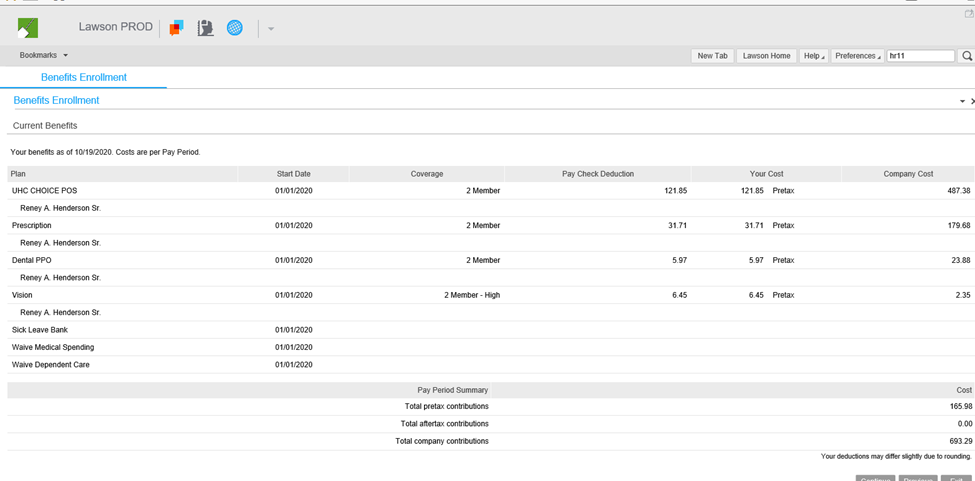 Lawson PROD
Bookmarks New Tab Lawson Home Help Preferences hr11
Benefits Enrollment
Benefits Enrollment
Current Benefits
Your benefits as of 10/19/2020. Costs are per Pay Period.
Plan Start Date Coverage Pay Check Deduction Your Cost Company Cost
UHC CHOICE POS 01/01/2020 2 Member 121.85 121.85 Pretax 487.38
Reney A. Henderson Sr.
Prescription 01/01/2020 2 Member 31.71 31.71 Pretax 179.68
Reney A. Henderson Sr.
Dental PPO 01/01/2020 2 Member 5.97 5.97 Pretax 23.88
Reney A. Henderson Sr.
Vision 01/01/2020 2 Member - High 6.45 6.45 Pretax 2.35
Reney A. Henderson Sr.
Sick Leave Bank 01/01/2020
Waive Medical Spending 01/01/2020
Waive Dependent Care 01/01/2020
Pay Period Summary Cost
Total pretax contributions 165.98
Total aftertax contributions 0.00
Total company contributions 693.29
Your deductions may differ slightly due to rounding.
Continue Previous Exit